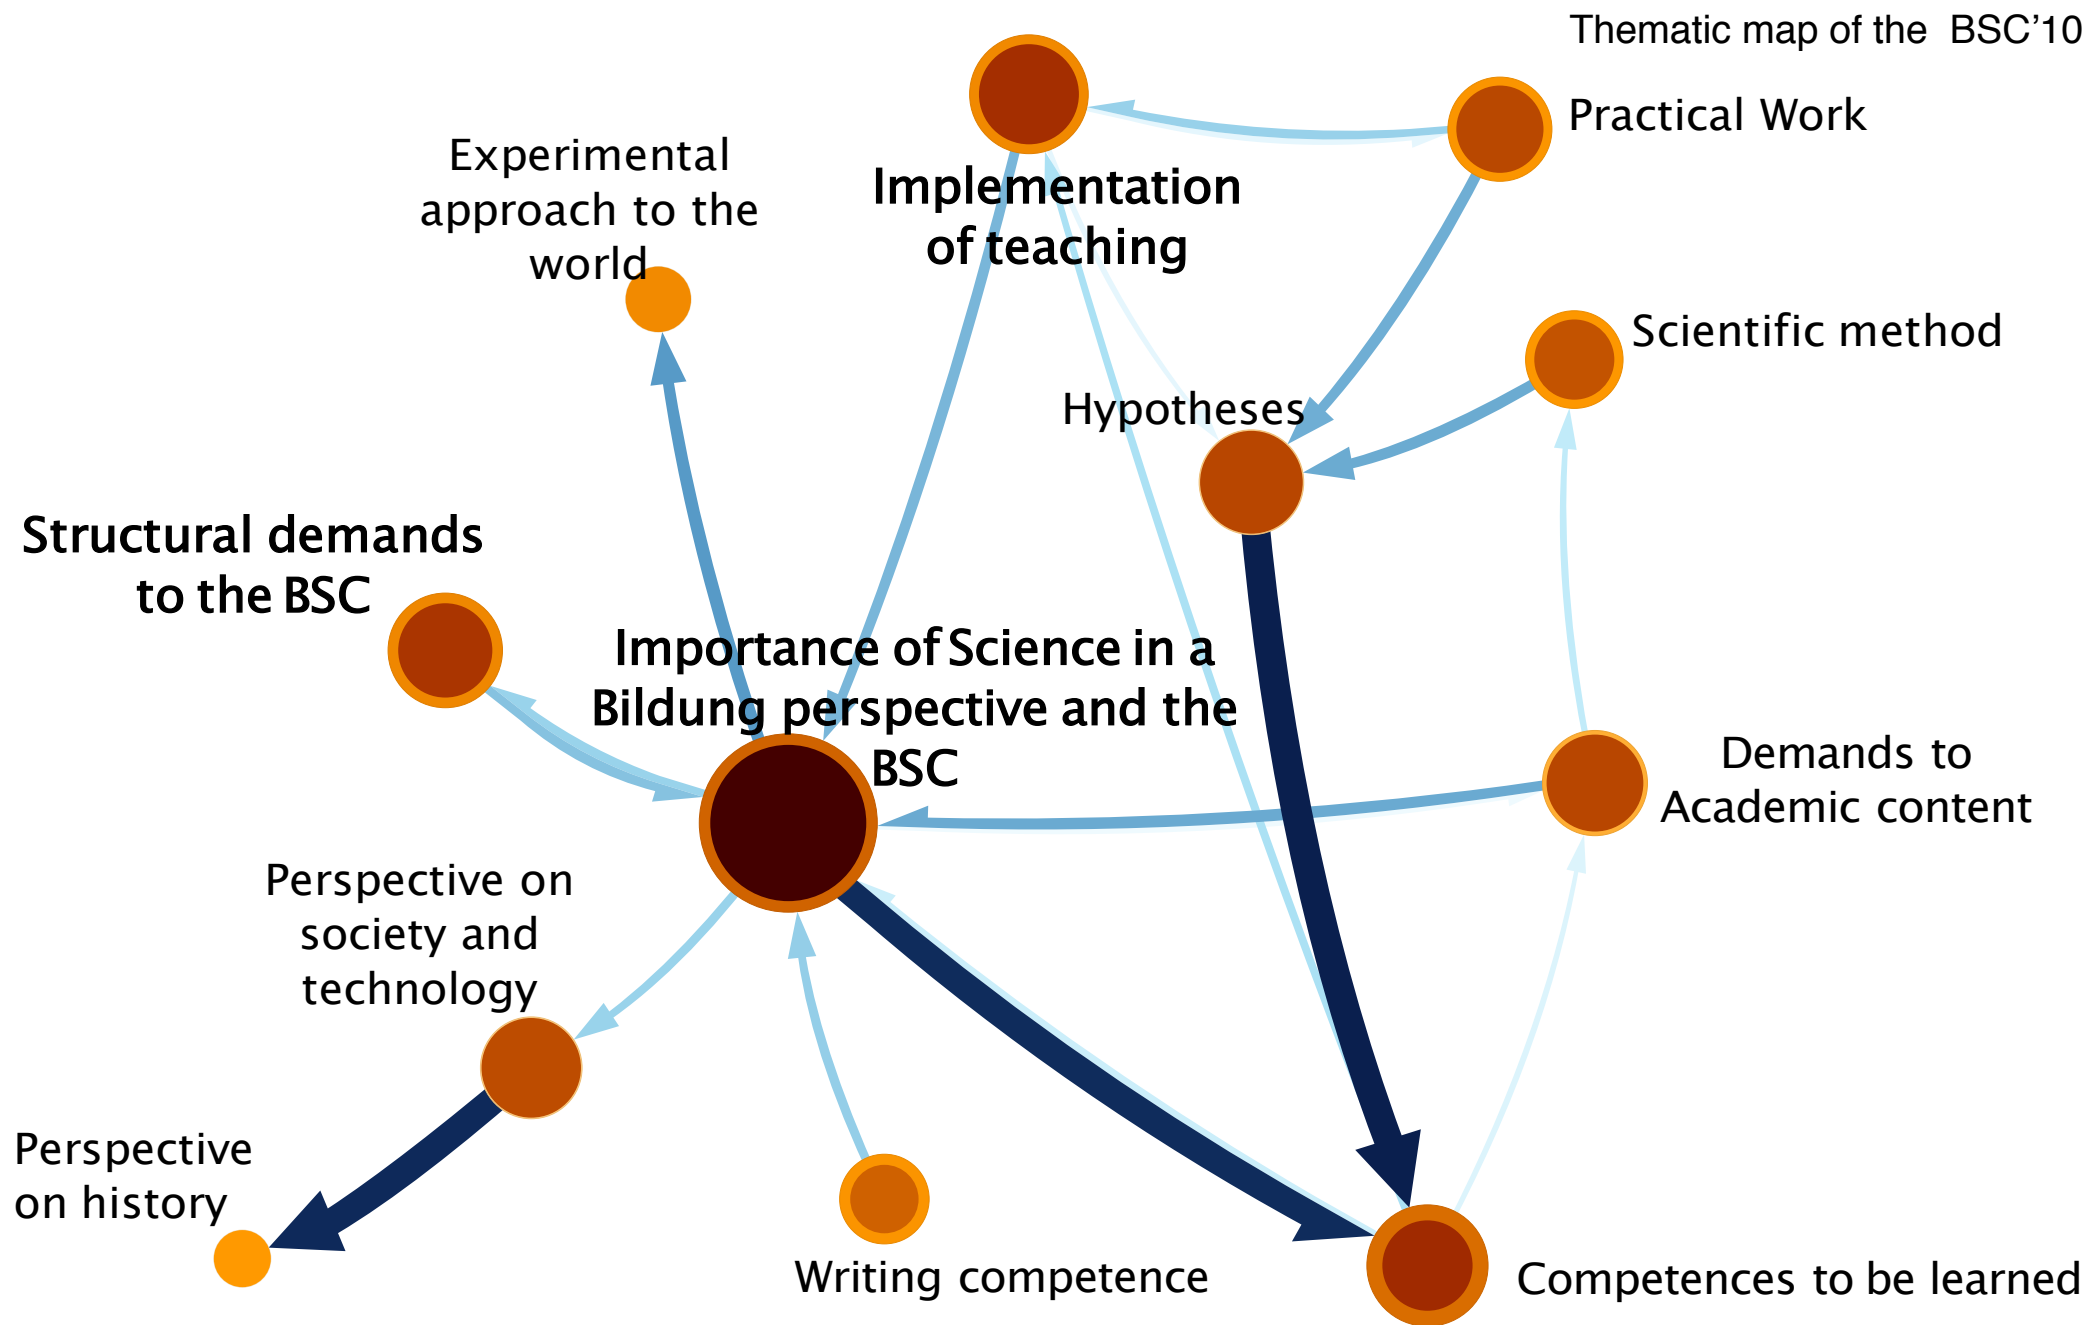 Thematic map of the BSC’10
Practical Work
Experimental
approach to the
world
Implementation
of teaching
Scientific method
Hypotheses
Structural demands
to the BSC
Importance of Science in a
Bildung perspective and the
BSC
Demands to
Academic content
Perspective on
society and
technology
Perspective
on history
Writing competence
Competences to be learned